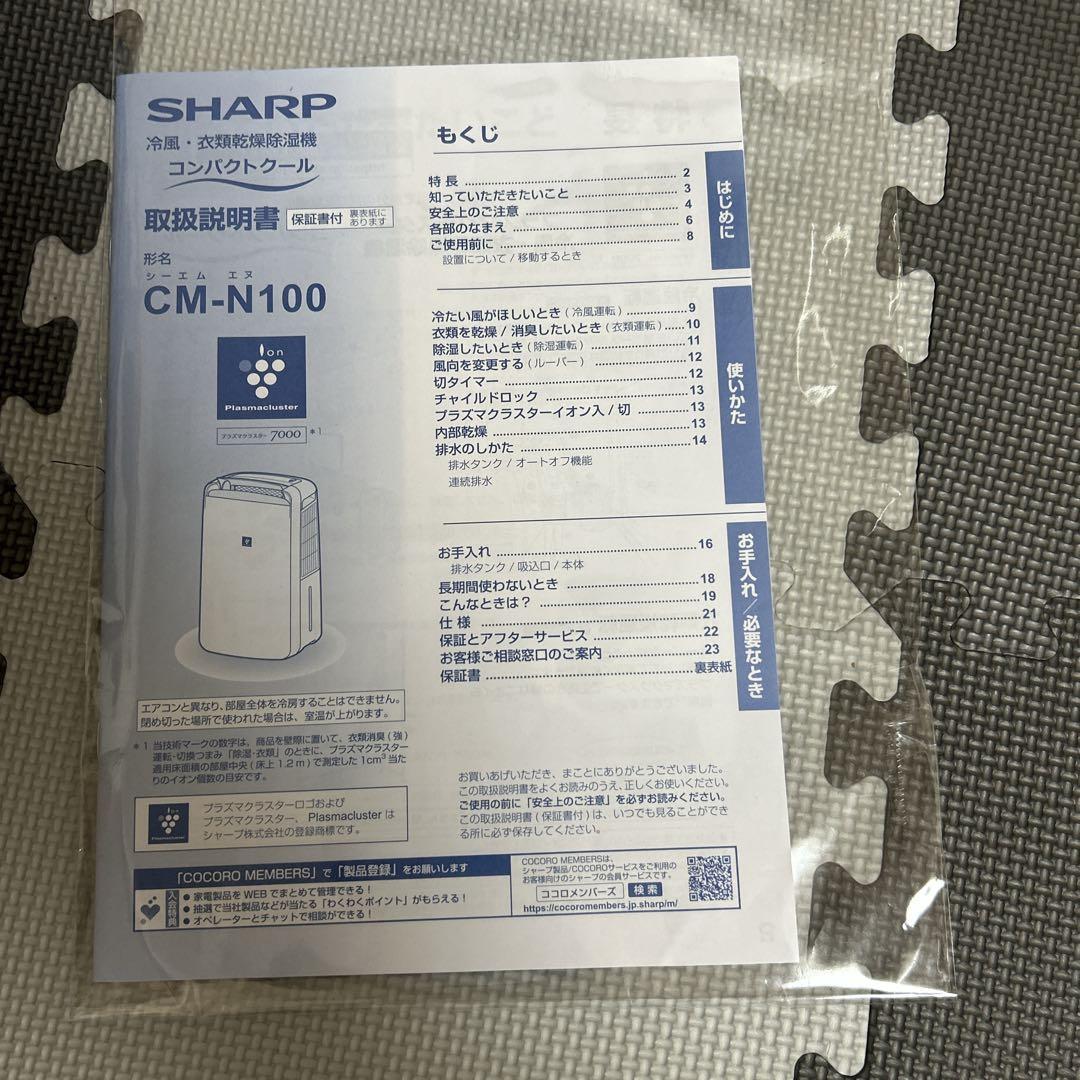 SHARP
冷風・衣類乾燥除湿機
コンパクトクール
取扱説明書 保証書付 裏表紙にあります
形名
シーエム エヌ
CM-N100
Ion
Plasmacluster
プラズマクラスター 7000 *1
エアコンと異なり、部屋全体を冷房することはできません。
閉め切った場所で使われた場合は、室温が上がります。
*1 当技術マークの数字は、商品を壁際に置いて、衣類消臭(強)
運転・切換つまみ「除湿・衣類」のときに、プラズマクラスター
適用床面積の部屋中央(床上1.2m)で測定した1cm³当た
りのイオン個数の目安です。
Ion
Plasmacluster
プラズマクラスターロゴおよび
プラズマクラスター、Plasmaclusterは
シャープ株式会社の登録商標です。
もくじ
はじめに
特長 2
知っていただきたいこと 3
安全上のご注意 4
各部のなまえ 6
ご使用前に 8
設置について/移動するとき
使いかた
冷たい風がほしいとき(冷風運転) 9
衣類を乾燥/消臭したいとき(衣類運転) 10
除湿したいとき(除湿運転) 11
風向を変更する(ルーバー) 12
切タイマー 12
チャイルドロック 13
プラズマクラスターイオン入/切 13
内部乾燥 13
排水のしかた 14
排水タンク/オートオフ機能
連続排水
お手入れ/必要なとき
お手入れ 16
排水タンク/吸込口/本体
長期間使わないとき 18
こんなときは? 19
仕様 21
保証とアフターサービス 22
お客様ご相談窓口のご案内 23
保証書 裏表紙
お買いあげいただき、まことにありがとうございました。
この取扱説明書をよくお読みのうえ、正しくお使いください。
ご使用の前に「安全上のご注意」を必ずお読みください。
この取扱説明書(保証書付)は、いつでも見ることができ
る所に必ず保存してください。
「COCORO MEMBERS」で「製品登録」をお願いします
入会特典
● 家電製品をWEBでまとめて管理できる!
● 抽選で当社製品などが当たる「わくわくポイント」がもらえる!
● オペレーターとチャットで相談ができる!
COCORO MEMBERSは、
シャープ製品/COCOROサービスをご利用の
お客様向けのシャープの会員サービスです。
ココロメンバーズ 検索
https://cocoromembers.jp.sharp/m/